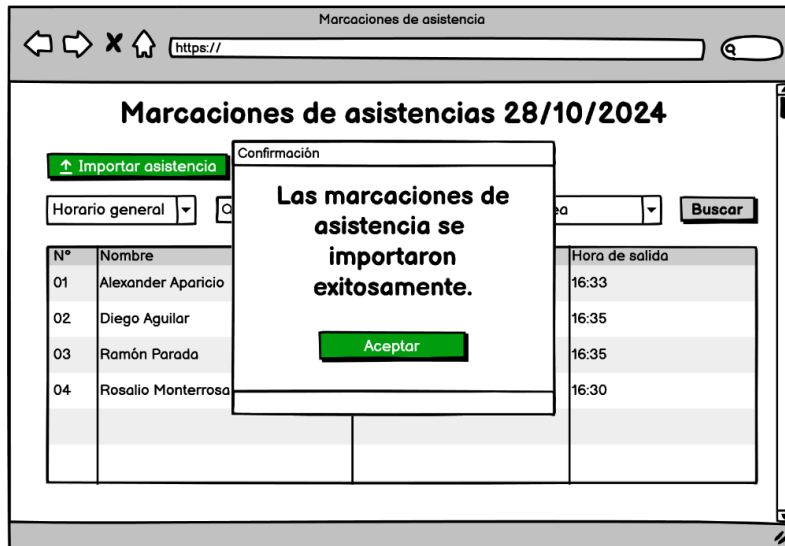 Marcaciones de asistencia
https://
Marcaciones de asistencias 28/10/2024
Importar asistencia
Confirmación
Las marcaciones de
asistencia se
importaron
exitosamente.
Aceptar
Horario general
Buscar
N° Nombre Hora de salida
01 Alexander Aparicio 16:33
02 Diego Aguilar 16:35
03 Ramón Parada 16:35
04 Rosalio Monterrosa 16:30